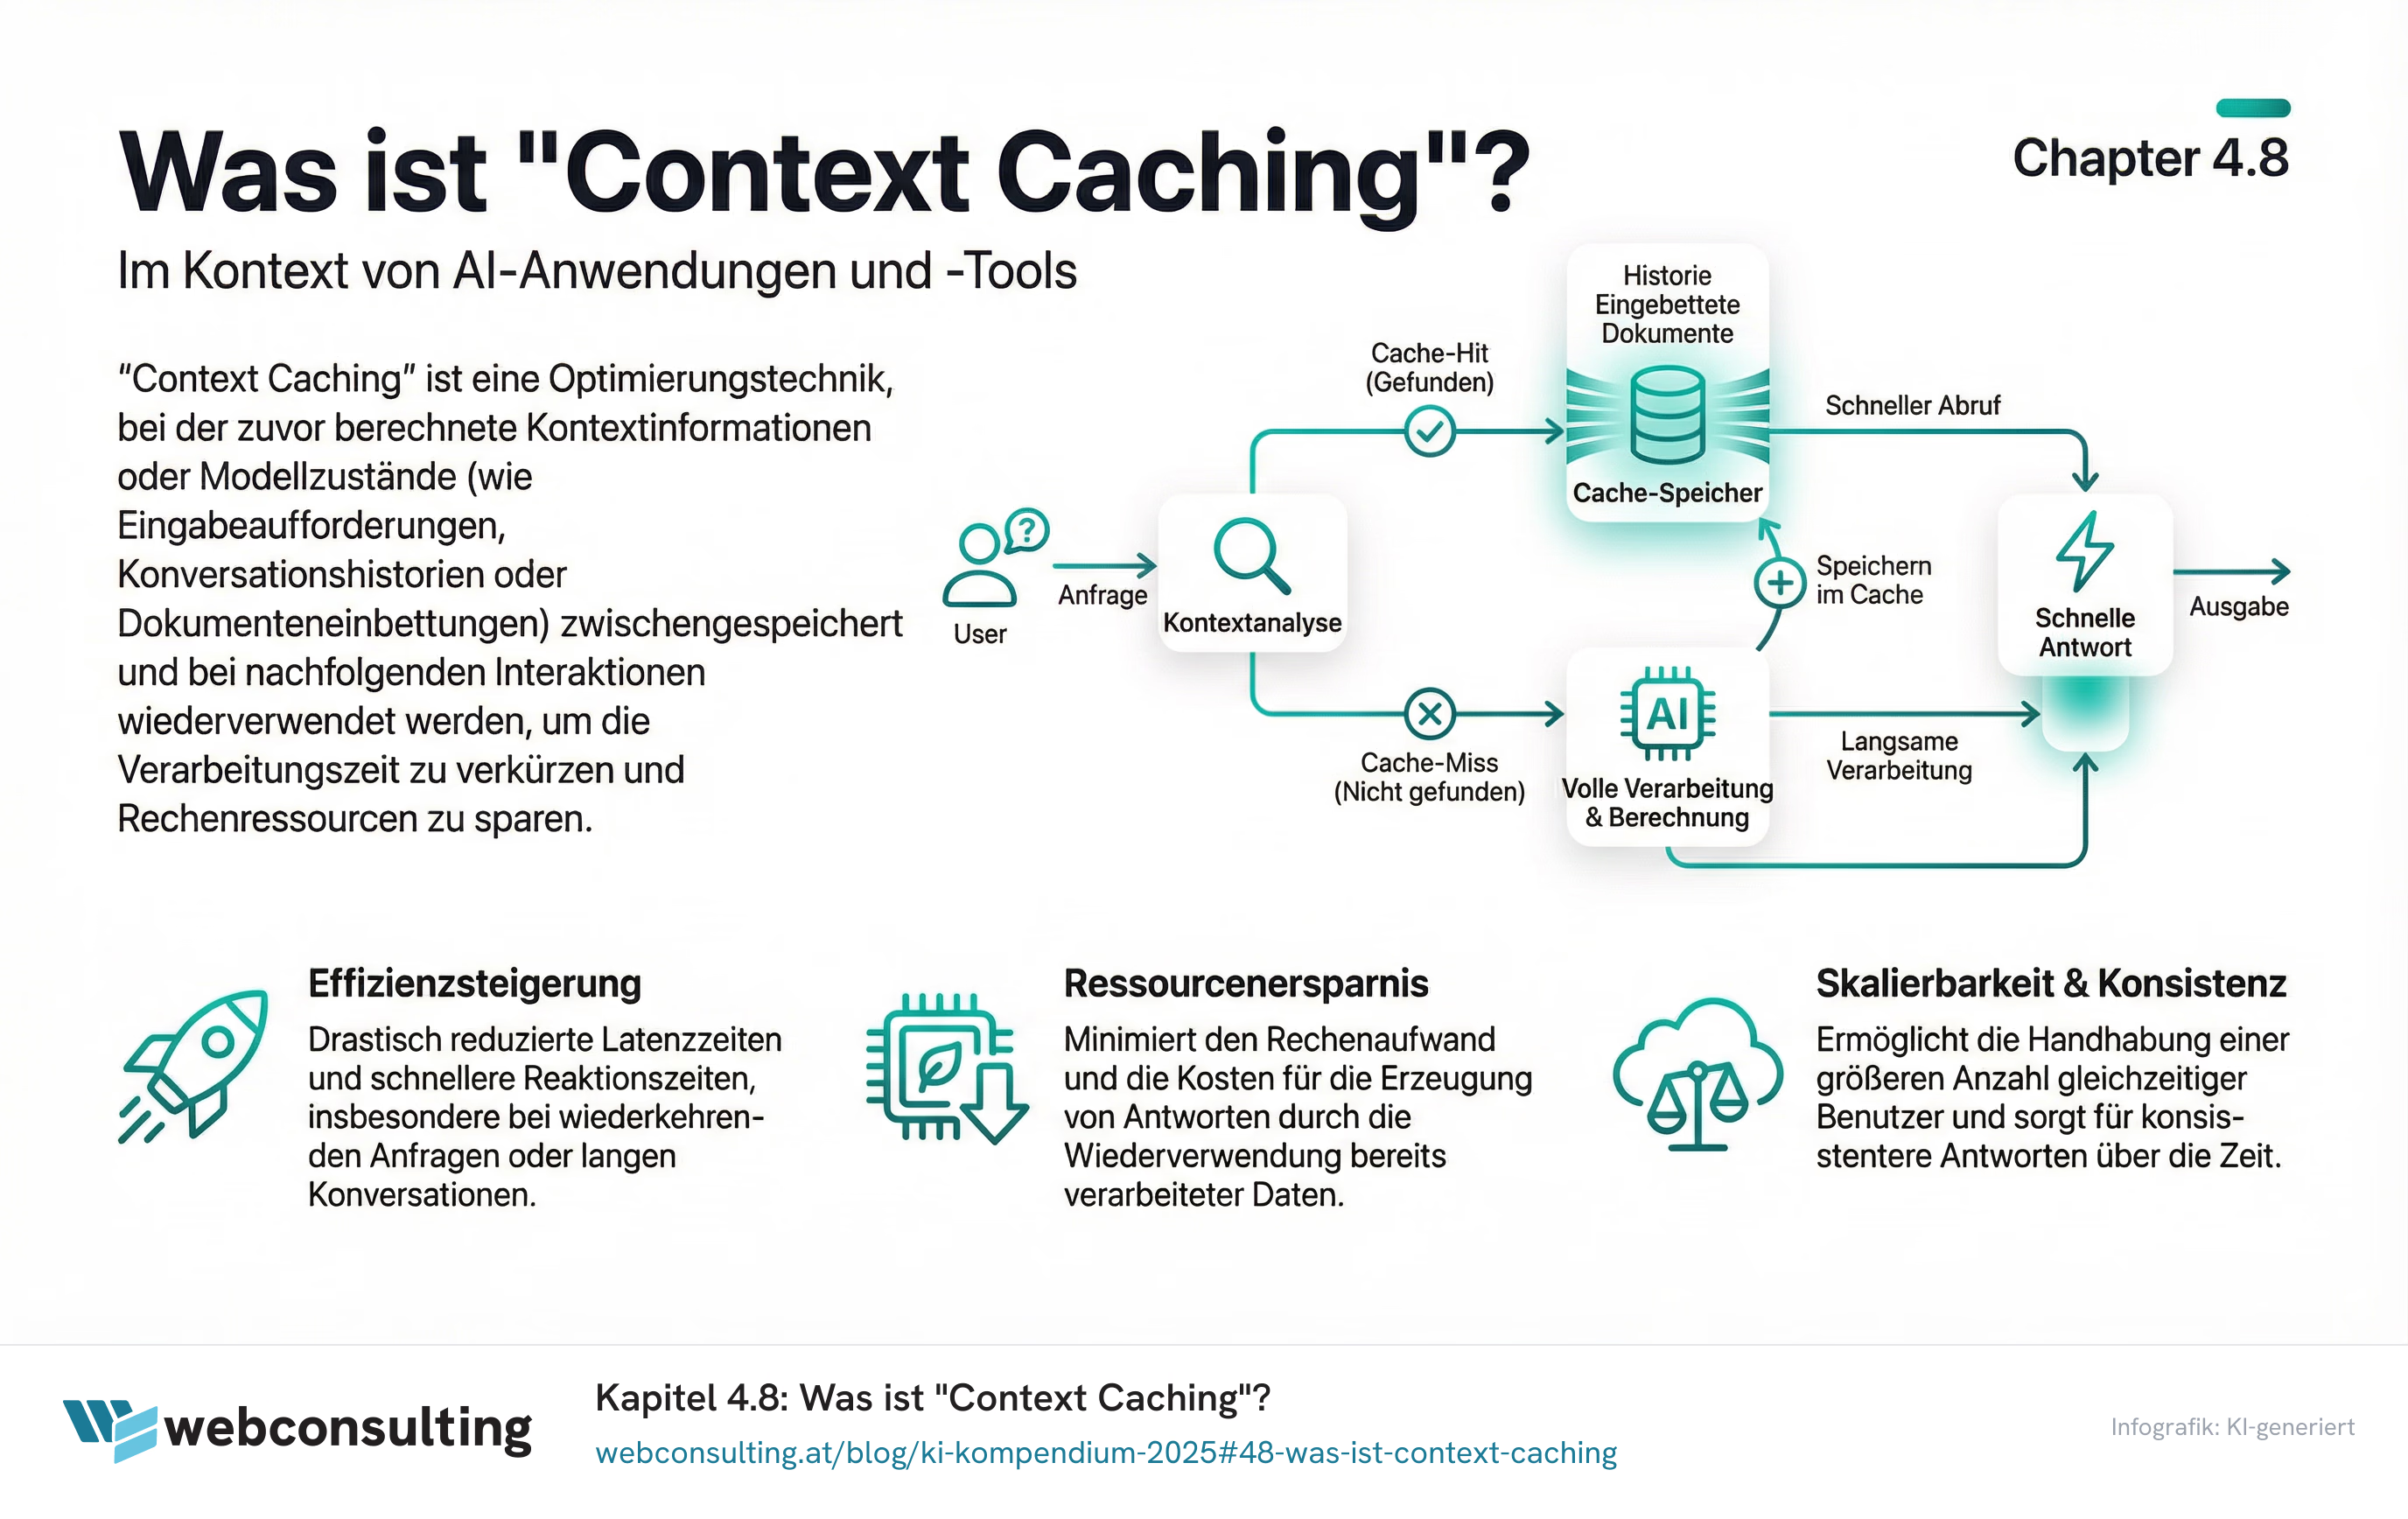 Was ist "Context Caching"?
Chapter 4.8
Im Kontext von AI-Anwendungen und -Tools
“Context Caching” ist eine Optimierungstechnik,
bei der zuvor berechnete Kontextinformationen
oder Modellzustände (wie
Eingabeaufforderungen,
Konversationshistorien oder
Dokumenteneinbettungen) zwischengespeichert
und bei nachfolgenden Interaktionen
wiederverwendet werden, um die
Verarbeitungszeit zu verkürzen und
Rechenressourcen zu sparen.
?
User
Anfrage
Kontextanalyse
Cache-Hit
(Gefunden)
Historie
Eingebettete
Dokumente
Cache-Speicher
Schneller Abruf
Speichern
im Cache
Cache-Miss
(Nicht gefunden)
AI
Volle Verarbeitung
& Berechnung
Langsame
Verarbeitung
Schnelle
Antwort
Ausgabe
Effizienzsteigerung
Drastisch reduzierte Latenzzeiten
und schnellere Reaktionszeiten,
insbesondere bei wiederkehren-
den Anfragen oder langen
Konversationen.
Ressourcenersparnis
Minimiert den Rechenaufwand
und die Kosten für die Erzeugung
von Antworten durch die
Wiederverwendung bereits
verarbeiteter Daten.
Skalierbarkeit & Konsistenz
Ermöglicht die Handhabung einer
größeren Anzahl gleichzeitiger
Benutzer und sorgt für konsis-
stentere Antworten über die Zeit.
webconsulting
Kapitel 4.8: Was ist "Context Caching"?
webconsulting.at/blog/ki-kompendium-2025#48-was-ist-context-caching
Infografik: KI-generiert